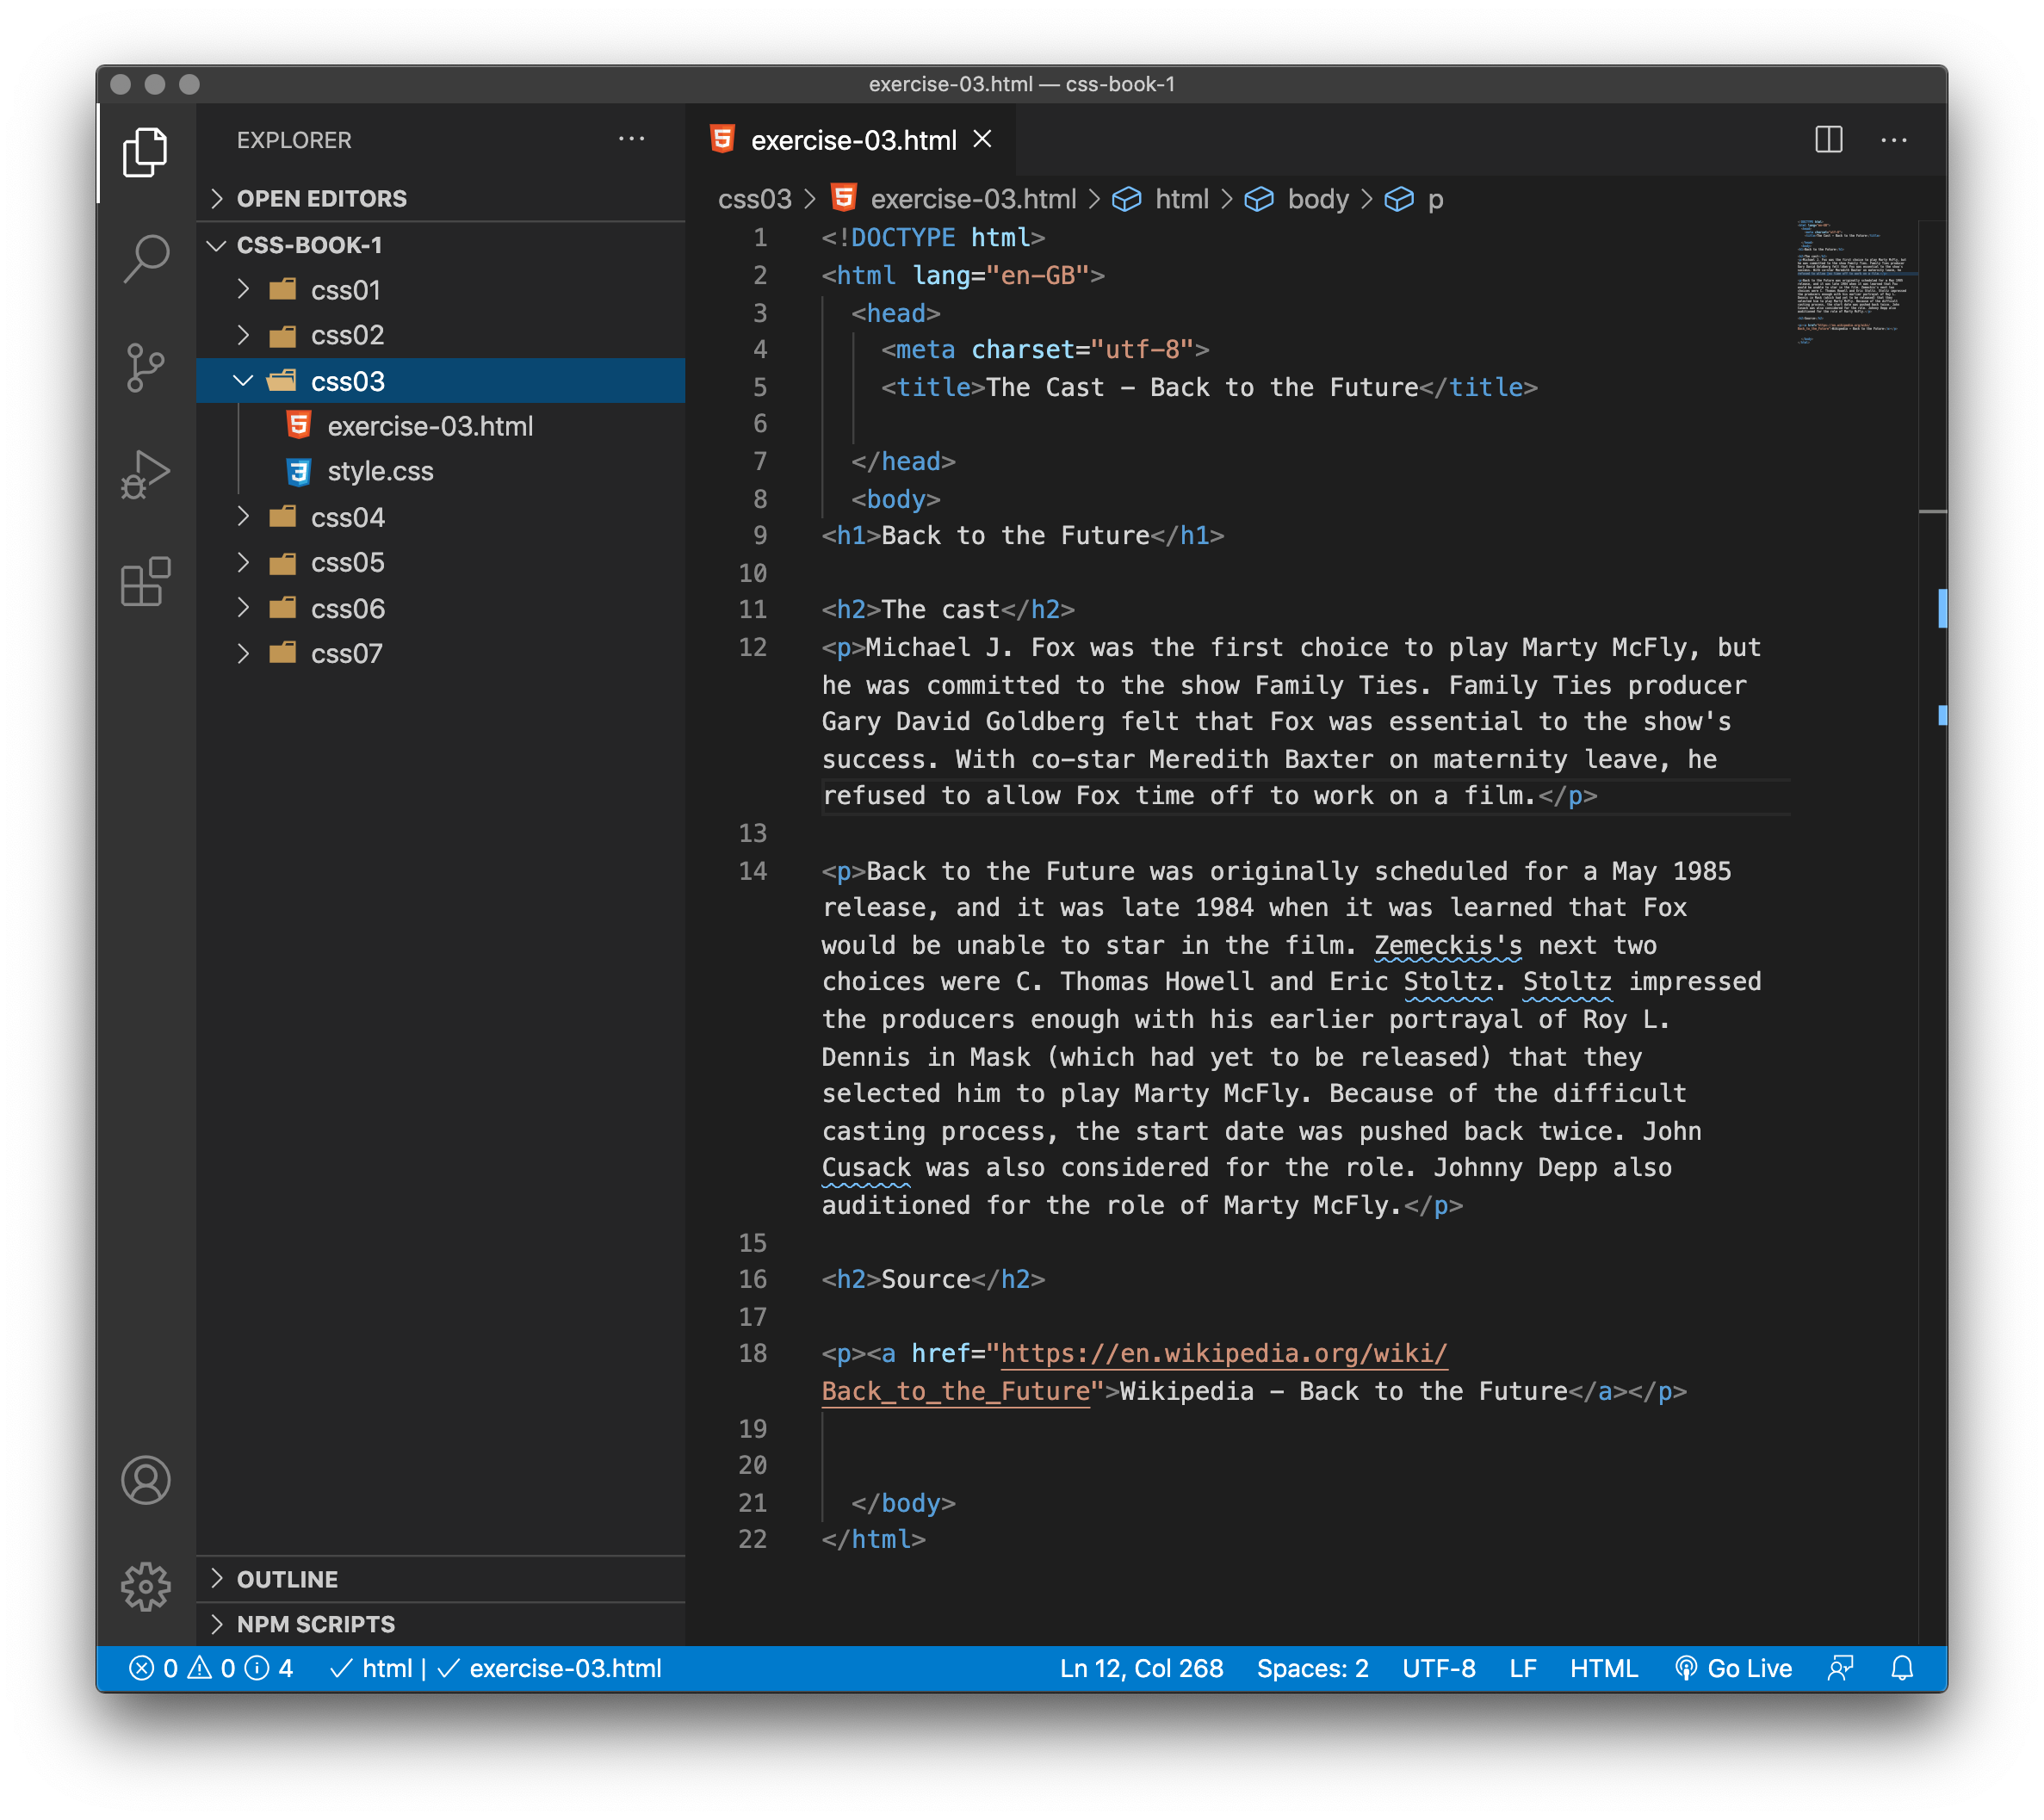 exercise-03.html — css-book-1
EXPLORER
OPEN EDITORS
CSS-BOOK-1
css01
css02
css03
exercise-03.html
style.css
css04
css05
css06
css07
OUTLINE
NPM SCRIPTS
exercise-03.html
css03 > exercise-03.html > html > body > p
1 <!DOCTYPE html>
2 <html lang="en-GB">
3 <head>
4 <meta charset="utf-8">
5 <title>The Cast - Back to the Future</title>
6
7 </head>
8 <body>
9 <h1>Back to the Future</h1>
10
11 <h2>The cast</h2>
12 <p>Michael J. Fox was the first choice to play Marty McFly, but
he was committed to the show Family Ties. Family Ties producer
Gary David Goldberg felt that Fox was essential to the show's
success. With co-star Meredith Baxter on maternity leave, he
refused to allow Fox time off to work on a film.</p>
13
14 <p>Back to the Future was originally scheduled for a May 1985
release, and it was late 1984 when it was learned that Fox
would be unable to star in the film. Zemeckis's next two
choices were C. Thomas Howell and Eric Stoltz. Stoltz impressed
the producers enough with his earlier portrayal of Roy L.
Dennis in Mask (which had yet to be released) that they
selected him to play Marty McFly. Because of the difficult
casting process, the start date was pushed back twice. John
Cusack was also considered for the role. Johnny Depp also
auditioned for the role of Marty McFly.</p>
15
16 <h2>Source</h2>
17
18 <p><a href="https://en.wikipedia.org/wiki/
Back_to_the_Future">Wikipedia - Back to the Future</a></p>
19
20
21 </body>
22 </html>
0 0 4 html | exercise-03.html Ln 12, Col 268 Spaces: 2 UTF-8 LF HTML Go Live